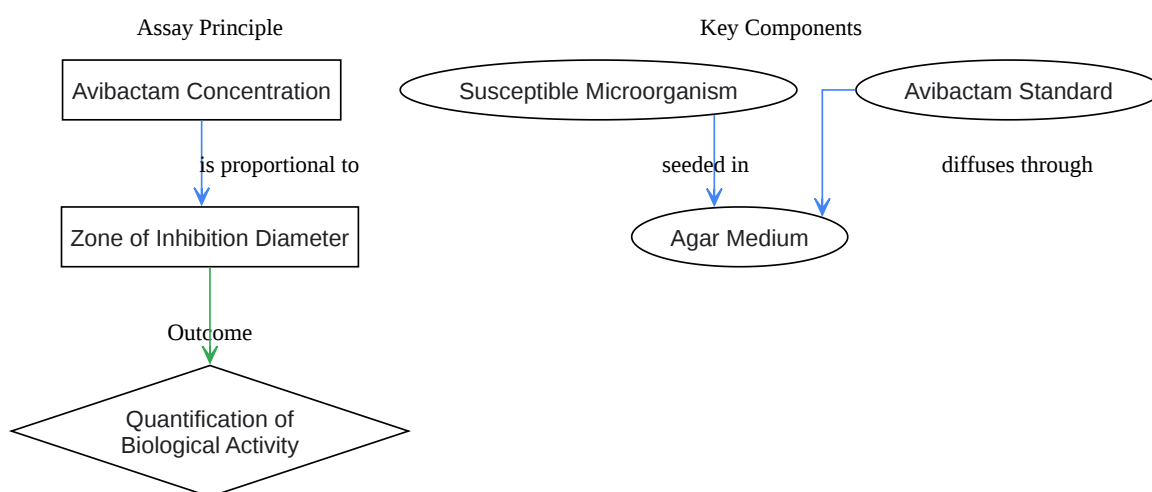 Assay Principle
Avibactam Concentration
is proportional to
Zone of Inhibition Diameter
Outcome
Quantification of
Biological Activity
Key Components
Susceptible Microorganism
Avibactam Standard
seeded in
diffuses through
Agar Medium